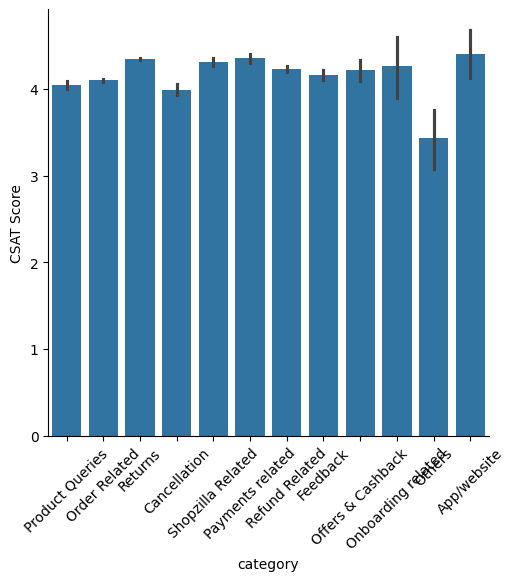 CSAT Score
4
3
2
1
0
Product Queries
Order Related
Returns
Cancellation
Shopzilla Related
Payments related
Refund Related
Feedback
Offers & Cashback
Onboarding related
Others
App/website
category